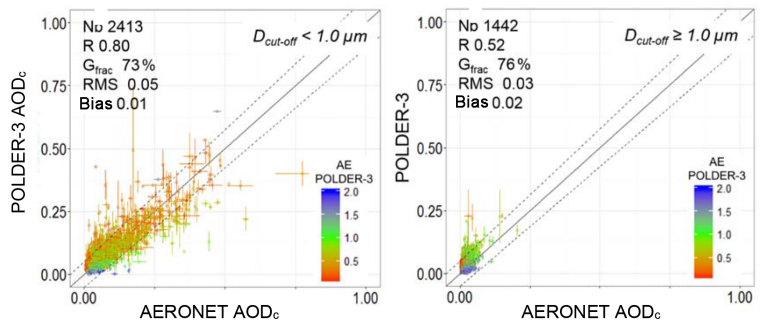 1.00
Nᴅ 2413
R 0.80
Gfrac 73%
RMS 0.05
Bias 0.01
Dcut-off < 1.0 µm
0.75
0.50
0.25
0.00
POLDER-3 AODc
AE
POLDER-3
2.0
1.5
1.0
0.5
0.00
1.00
AERONET AODc
1.00
Nᴅ 1442
R 0.52
Gfrac 76%
RMS 0.03
Bias 0.02
Dcut-off ≥ 1.0 µm
0.75
0.50
0.25
0.00
POLDER-3
AE
POLDER-3
2.0
1.5
1.0
0.5
0.00
1.00
AERONET AODc